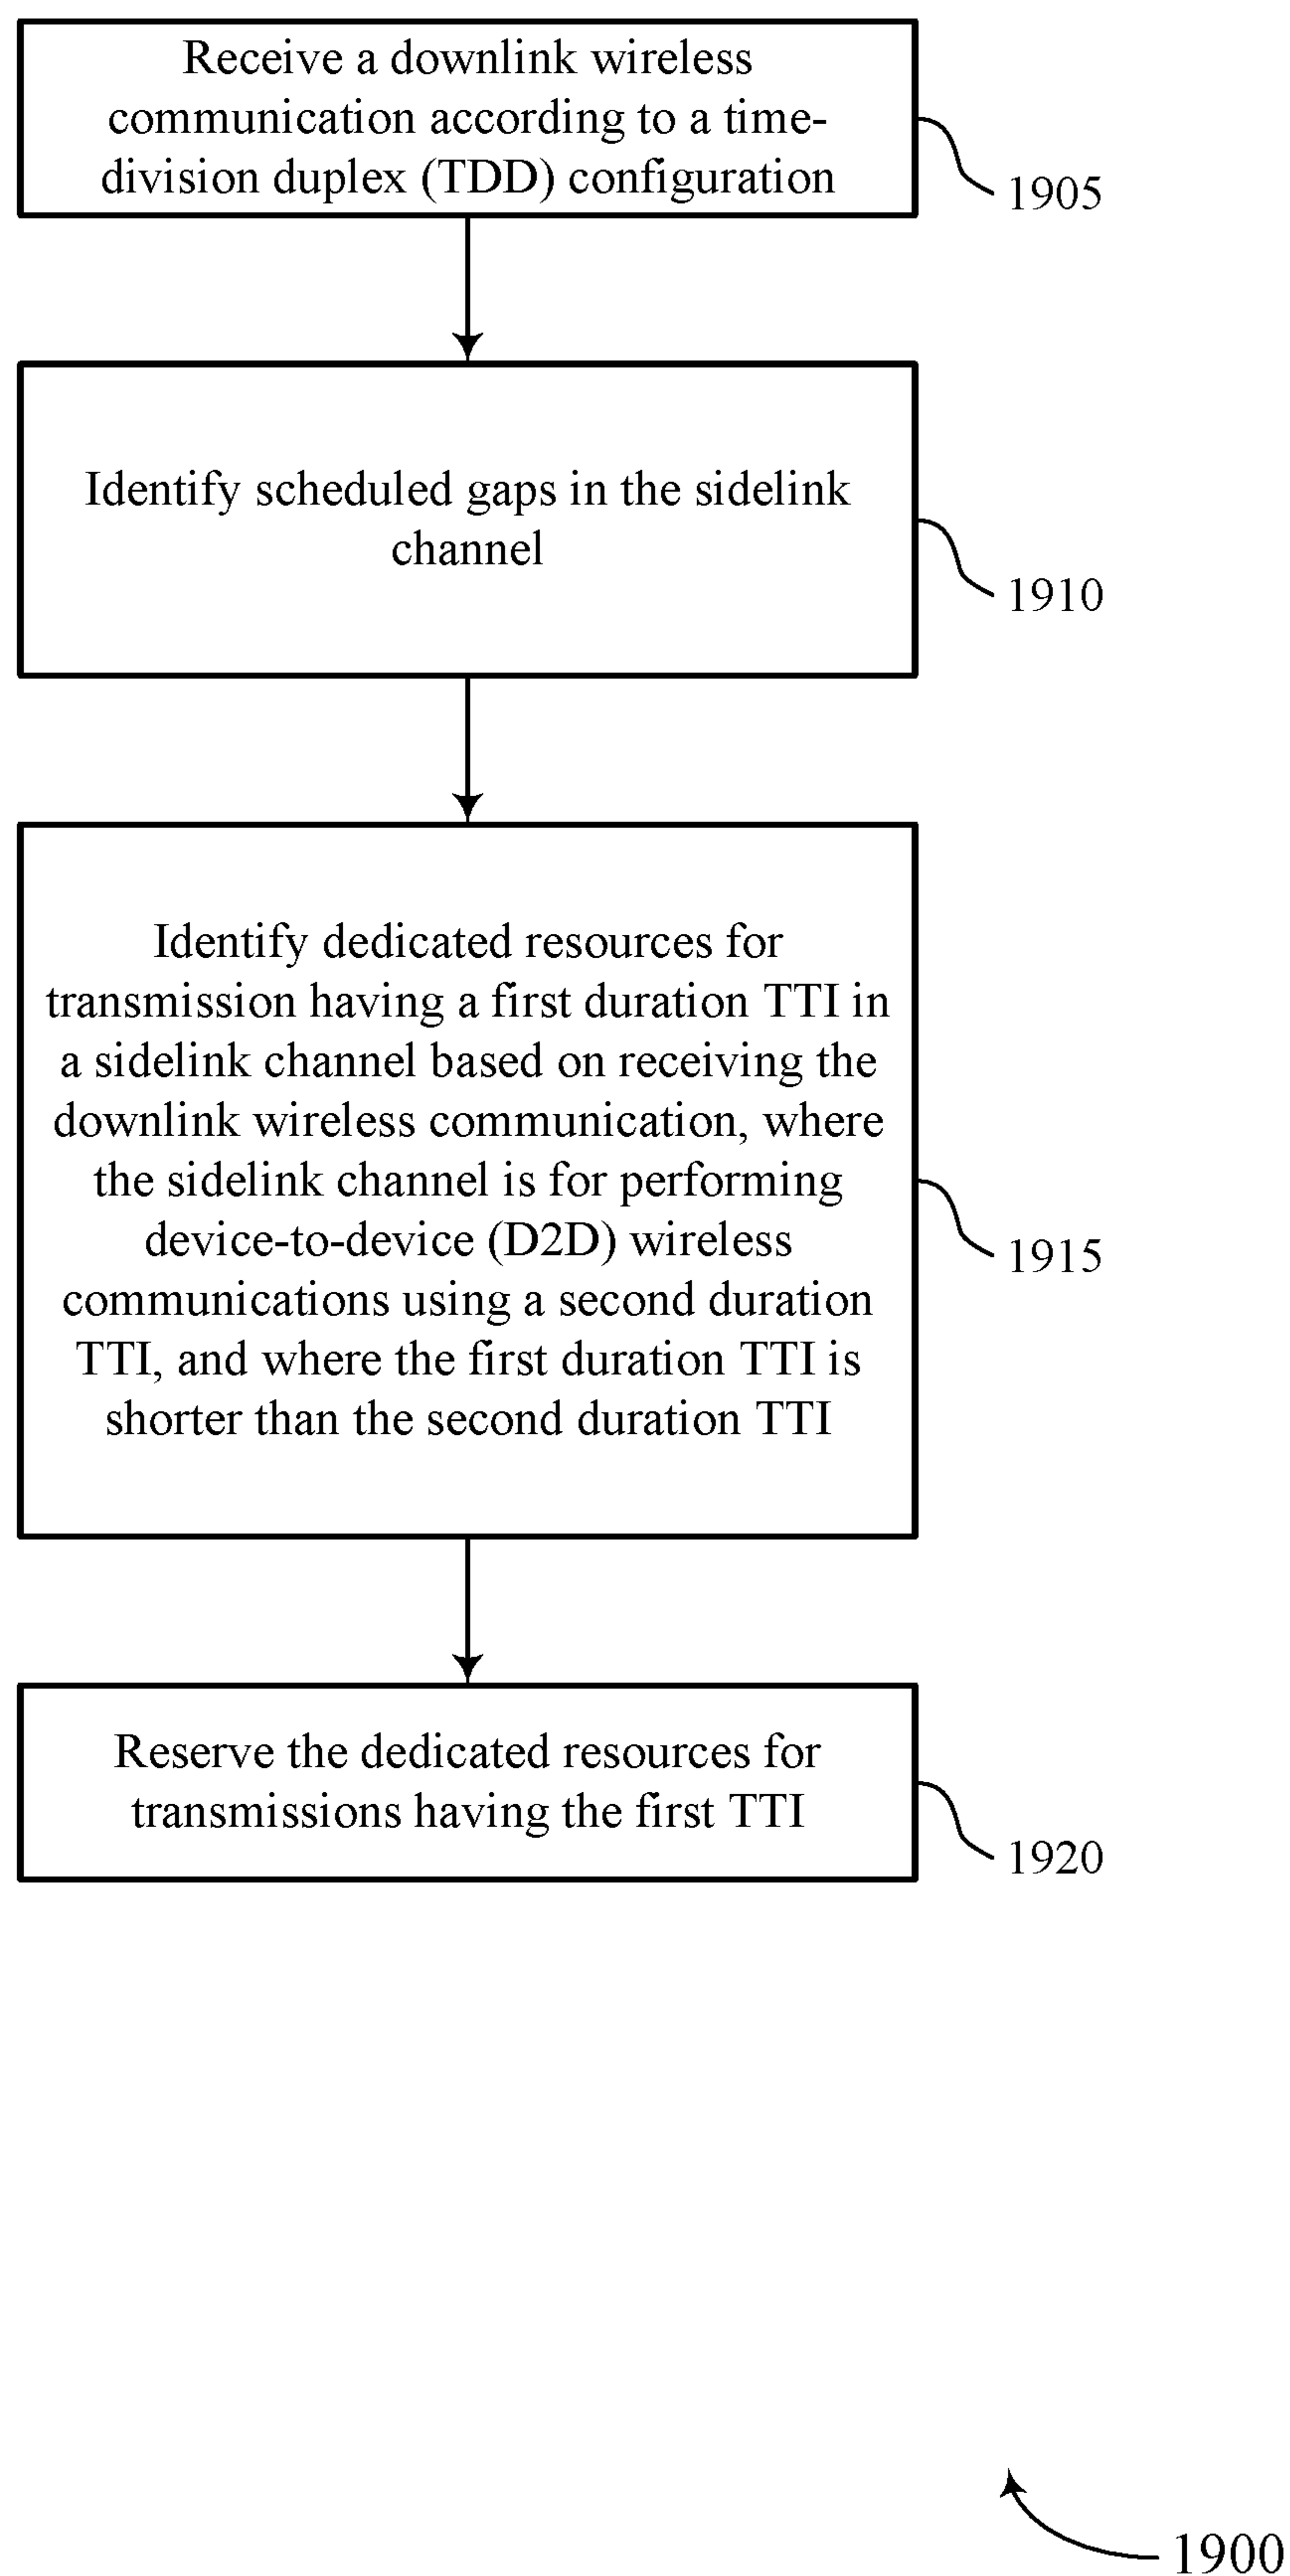 Receive a downlink wireless
communication according to a time-
division duplex (TDD) configuration
1905
Identify scheduled gaps in the sidelink
channel
1910
Identify dedicated resources for
transmission having a first duration TTI in
a sidelink channel based on receiving the
downlink wireless communication, where
the sidelink channel is for performing
device-to-device (D2D) wireless
communications using a second duration
TTI, and where the first duration TTI is
shorter than the second duration TTI
1915
Reserve the dedicated resources for
transmissions having the first TTI
1920
1900